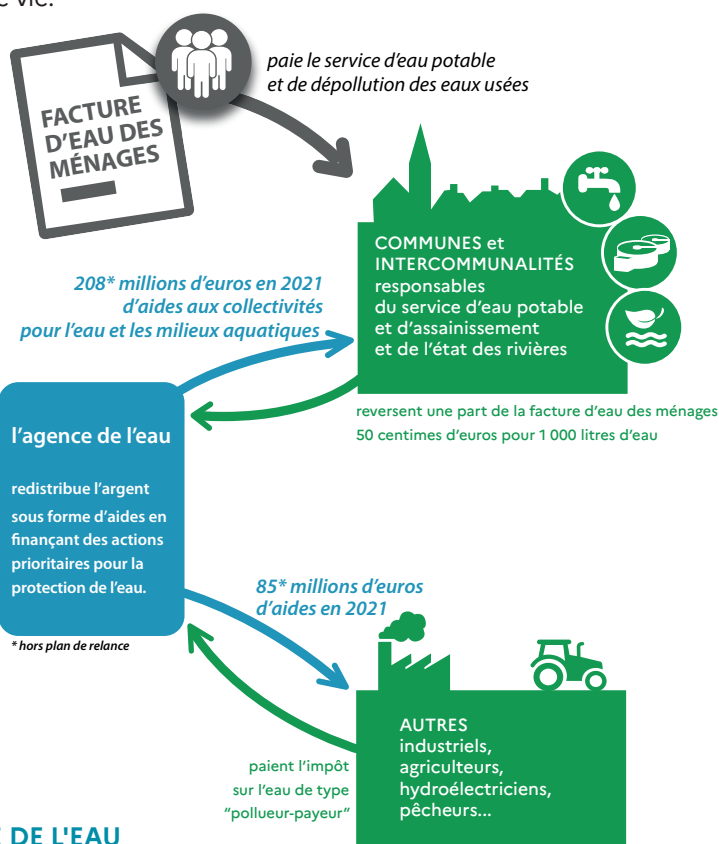 e vie.
FACTURE
D'EAU DES
MÉNAGES
paie le service d'eau potable
et de dépollution des eaux usées
COMMUNES et
INTERCOMMUNALITÉS
responsables
du service d'eau potable
et d'assainissement
et de l'état des rivières
208* millions d'euros en 2021
d'aides aux collectivités
pour l'eau et les milieux aquatiques
reversent une part de la facture d'eau des ménages
50 centimes d'euros pour 1 000 litres d'eau
l'agence de l'eau
redistribue l'argent
sous forme d'aides en
finançant des actions
prioritaires pour la
protection de l'eau.
* hors plan de relance
85* millions d'euros
d'aides en 2021
AUTRES
industriels,
agriculteurs,
hydroélectriciens,
pêcheurs...
paient l'impôt
sur l'eau de type
“pollueur-payeur”
E DE L'EAU